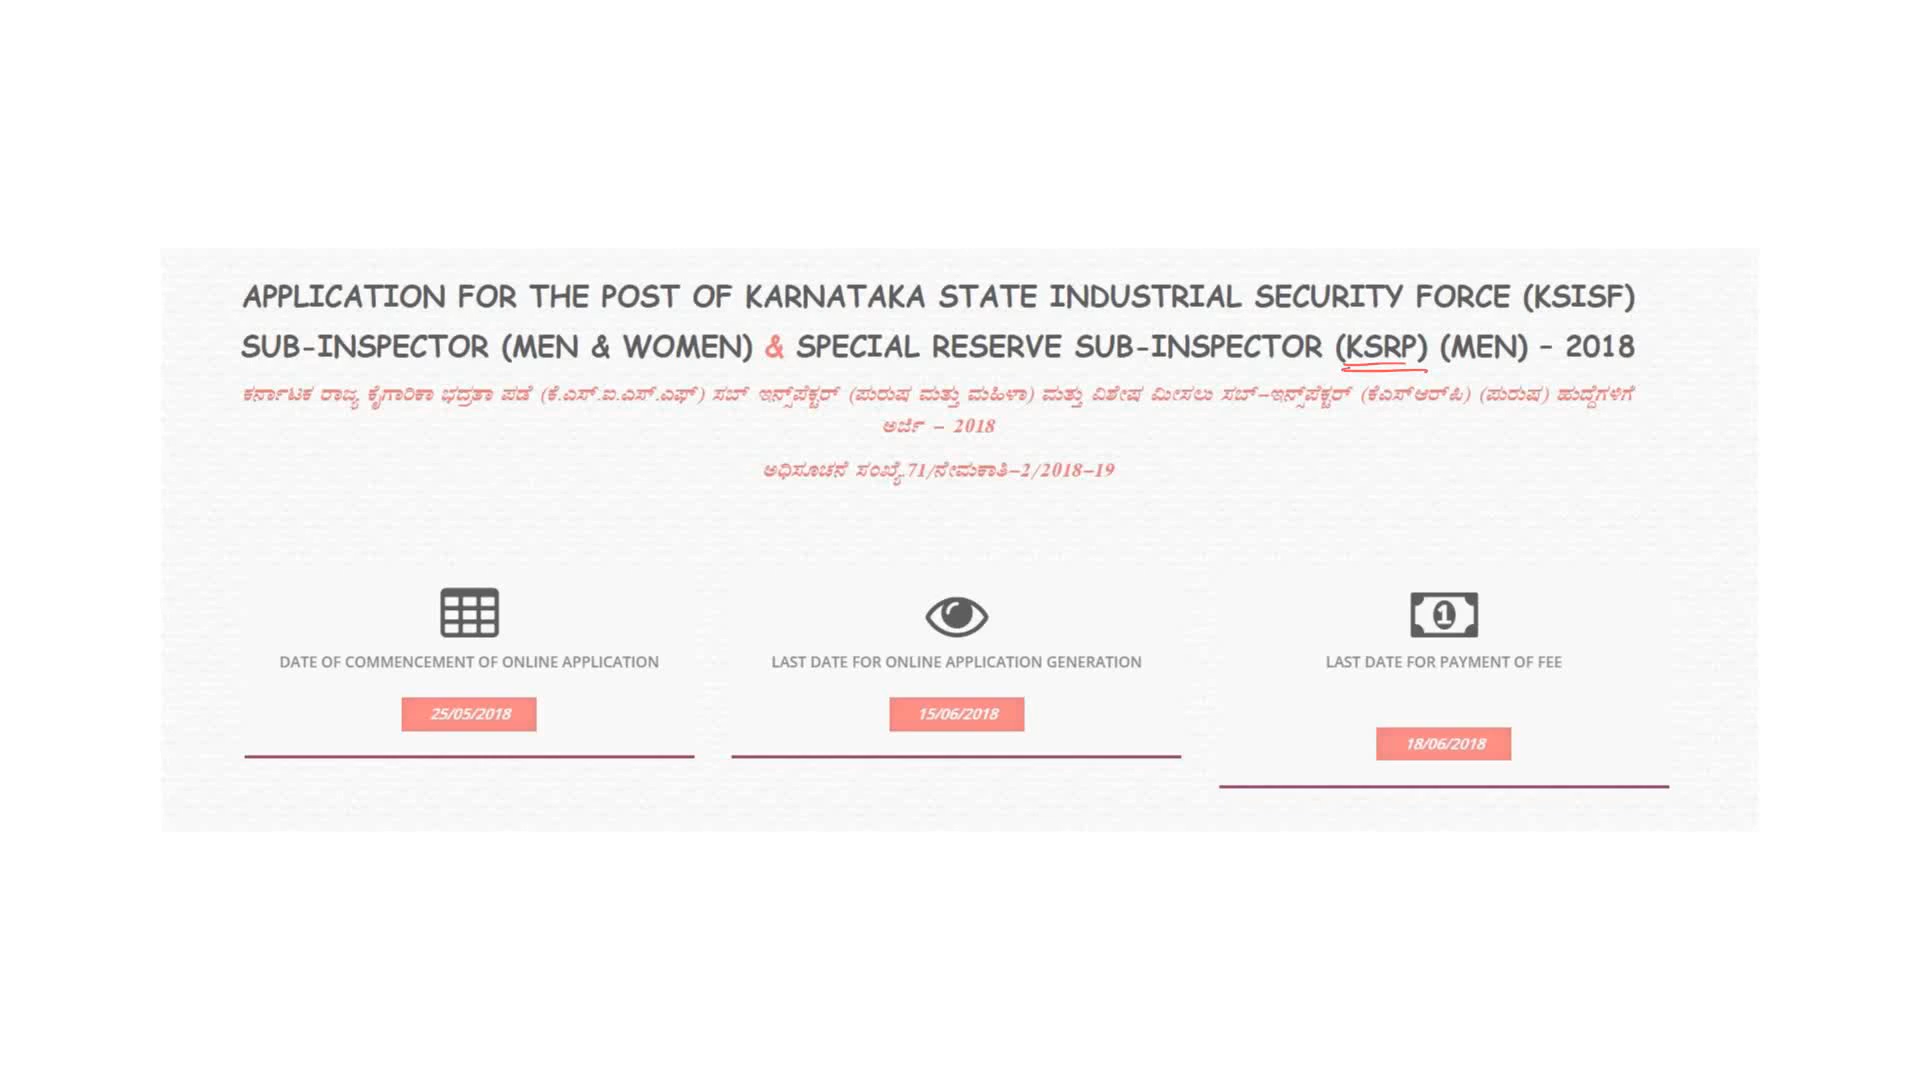 APPLICATION FOR THE POST OF KARNATAKA STATE INDUSTRIAL SECURITY FORCE (KSISF)
SUB-INSPECTOR (MEN & WOMEN) & SPECIAL RESERVE SUB-INSPECTOR (KSRP) (MEN) - 2018
ಕರ್ನಾಟಕ ರಾಜ್ಯ ಕೈಗಾರಿಕಾ ಭದ್ರತಾ ಪಡೆ (ಕೆ.ಎಸ್.ಐ.ಎಸ್.ಎಫ್) ಸಬ್ ಇನ್ಸ್‌ಪೆಕ್ಟರ್ (ಪುರುಷ ಮತ್ತು ಮಹಿಳಾ) ಮತ್ತು ವಿಶೇಷ ಮೀಸಲು ಸಬ್-ಇನ್ಸ್‌ಪೆಕ್ಟರ್ (ಕೆಎಸ್ಆರ್‌ಪಿ) (ಪುರುಷ) ಹುದ್ದೆಗಳಿಗೆ
ಅರ್ಜಿ - 2018
ಅಧಿಸೂಚನೆ ಸಂಖ್ಯೆ.71/ನೇಮಕಾತಿ-2/2018-19
DATE OF COMMENCEMENT OF ONLINE APPLICATION
25/05/2018
LAST DATE FOR ONLINE APPLICATION GENERATION
15/06/2018
LAST DATE FOR PAYMENT OF FEE
18/06/2018